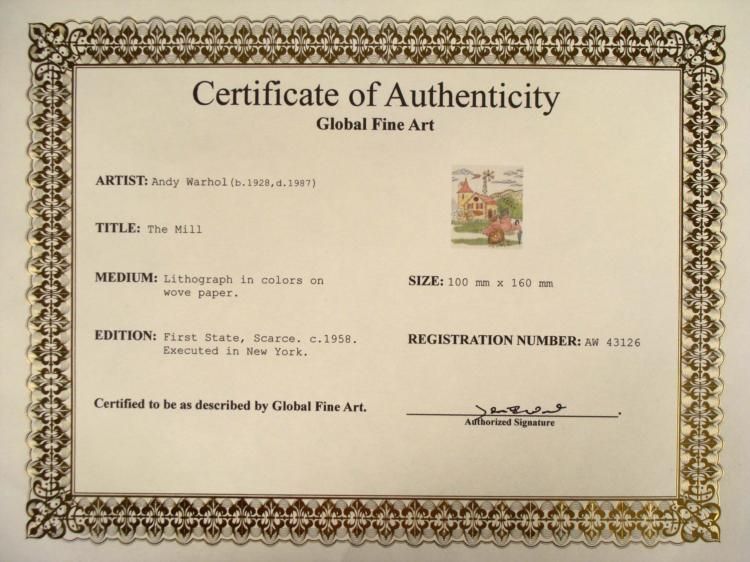 Certificate of Authenticity
Global Fine Art
ARTIST: Andy Warhol (b.1928,d.1987)
TITLE: The Mill
MEDIUM: Lithograph in colors on
wove paper.
SIZE: 100 mm x 160 mm
EDITION: First State, Scarce. c.1958.
Executed in New York.
REGISTRATION NUMBER: AW 43126
Certified to be as described by Global Fine Art.
Authorized Signature